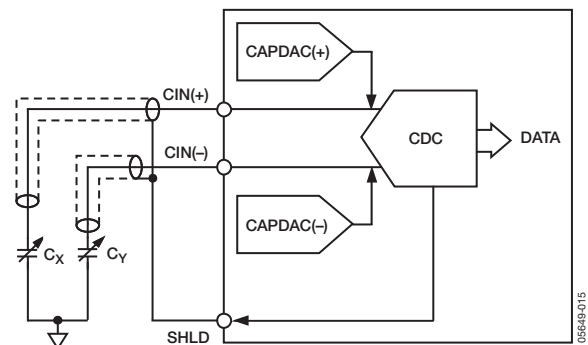 CAPDAC(+)
CIN(+)
CDC
DATA
CIN(–)
CAPDAC(–)
CX
CY
SHLD
05649-015